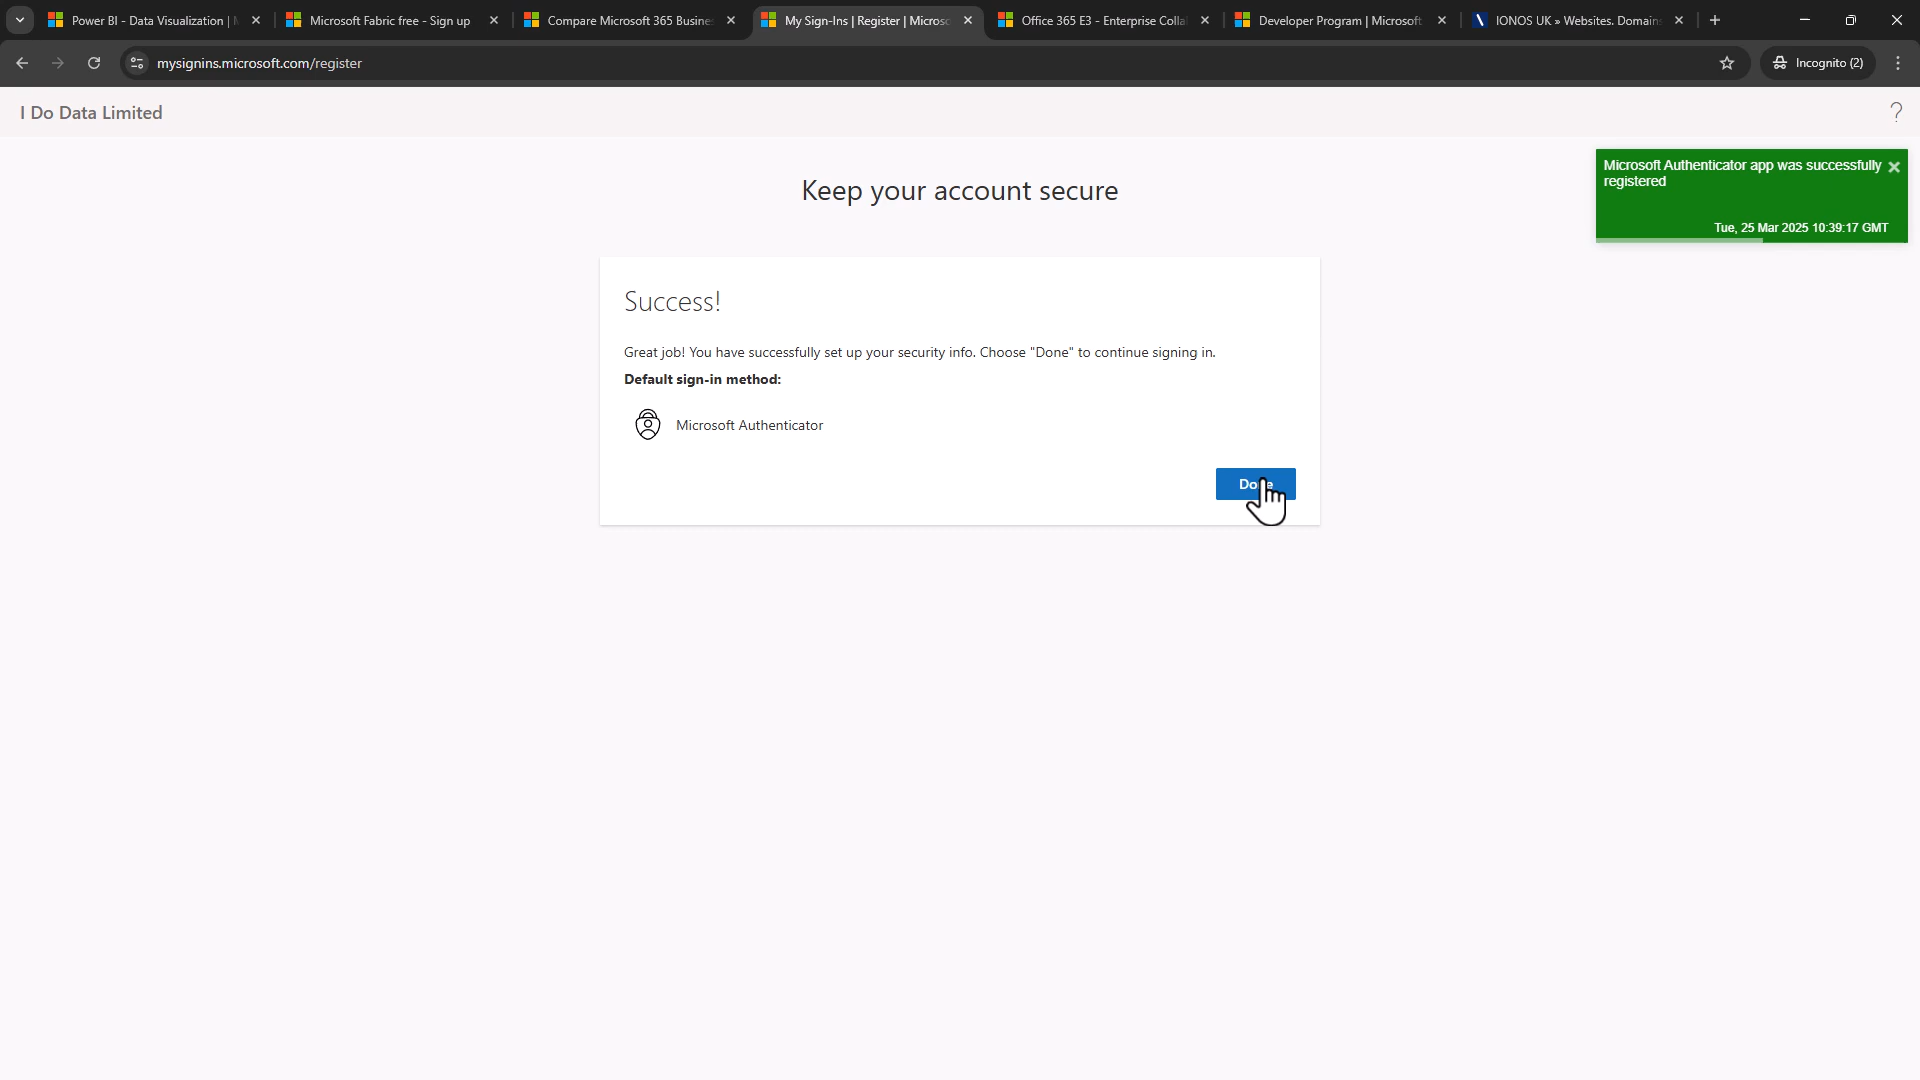 Power BI - Data Visualization |
Microsoft Fabric free - Sign up
Compare Microsoft 365 Busine
My Sign-Ins | Register | Microso
Office 365 E3 - Enterprise Colla
Developer Program | Microsoft
IONOS UK » Websites. Domain
mysignins.microsoft.com/register
Incognito (2)
I Do Data Limited
?
Microsoft Authenticator app was successfully
registered
Tue, 25 Mar 2025 10:39:17 GMT
Keep your account secure
Success!
Great job! You have successfully set up your security info. Choose "Done" to continue signing in.
Default sign-in method:
Microsoft Authenticator